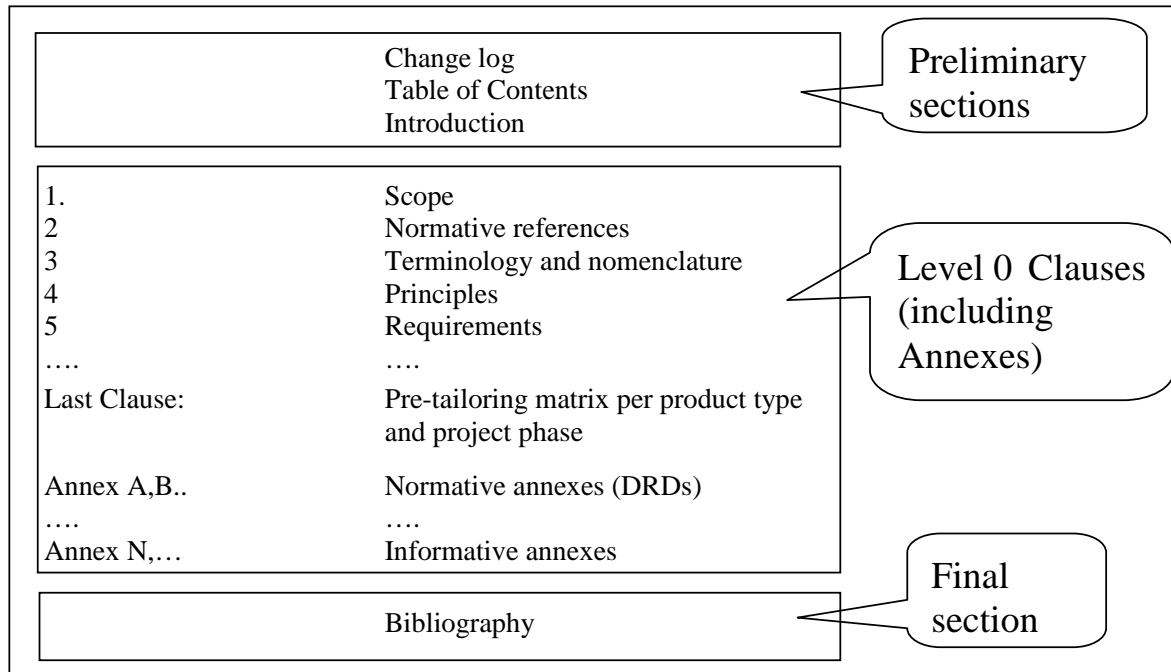 Change log
Table of Contents
Introduction
Preliminary
sections
1. Scope
2 Normative references
3 Terminology and nomenclature
4 Principles
5 Requirements
…. ….
Last Clause: Pre-tailoring matrix per product type
and project phase
Annex A,B.. Normative annexes (DRDs)
…. ….
Annex N,… Informative annexes
Level 0 Clauses
(including
Annexes)
Bibliography
Final
section